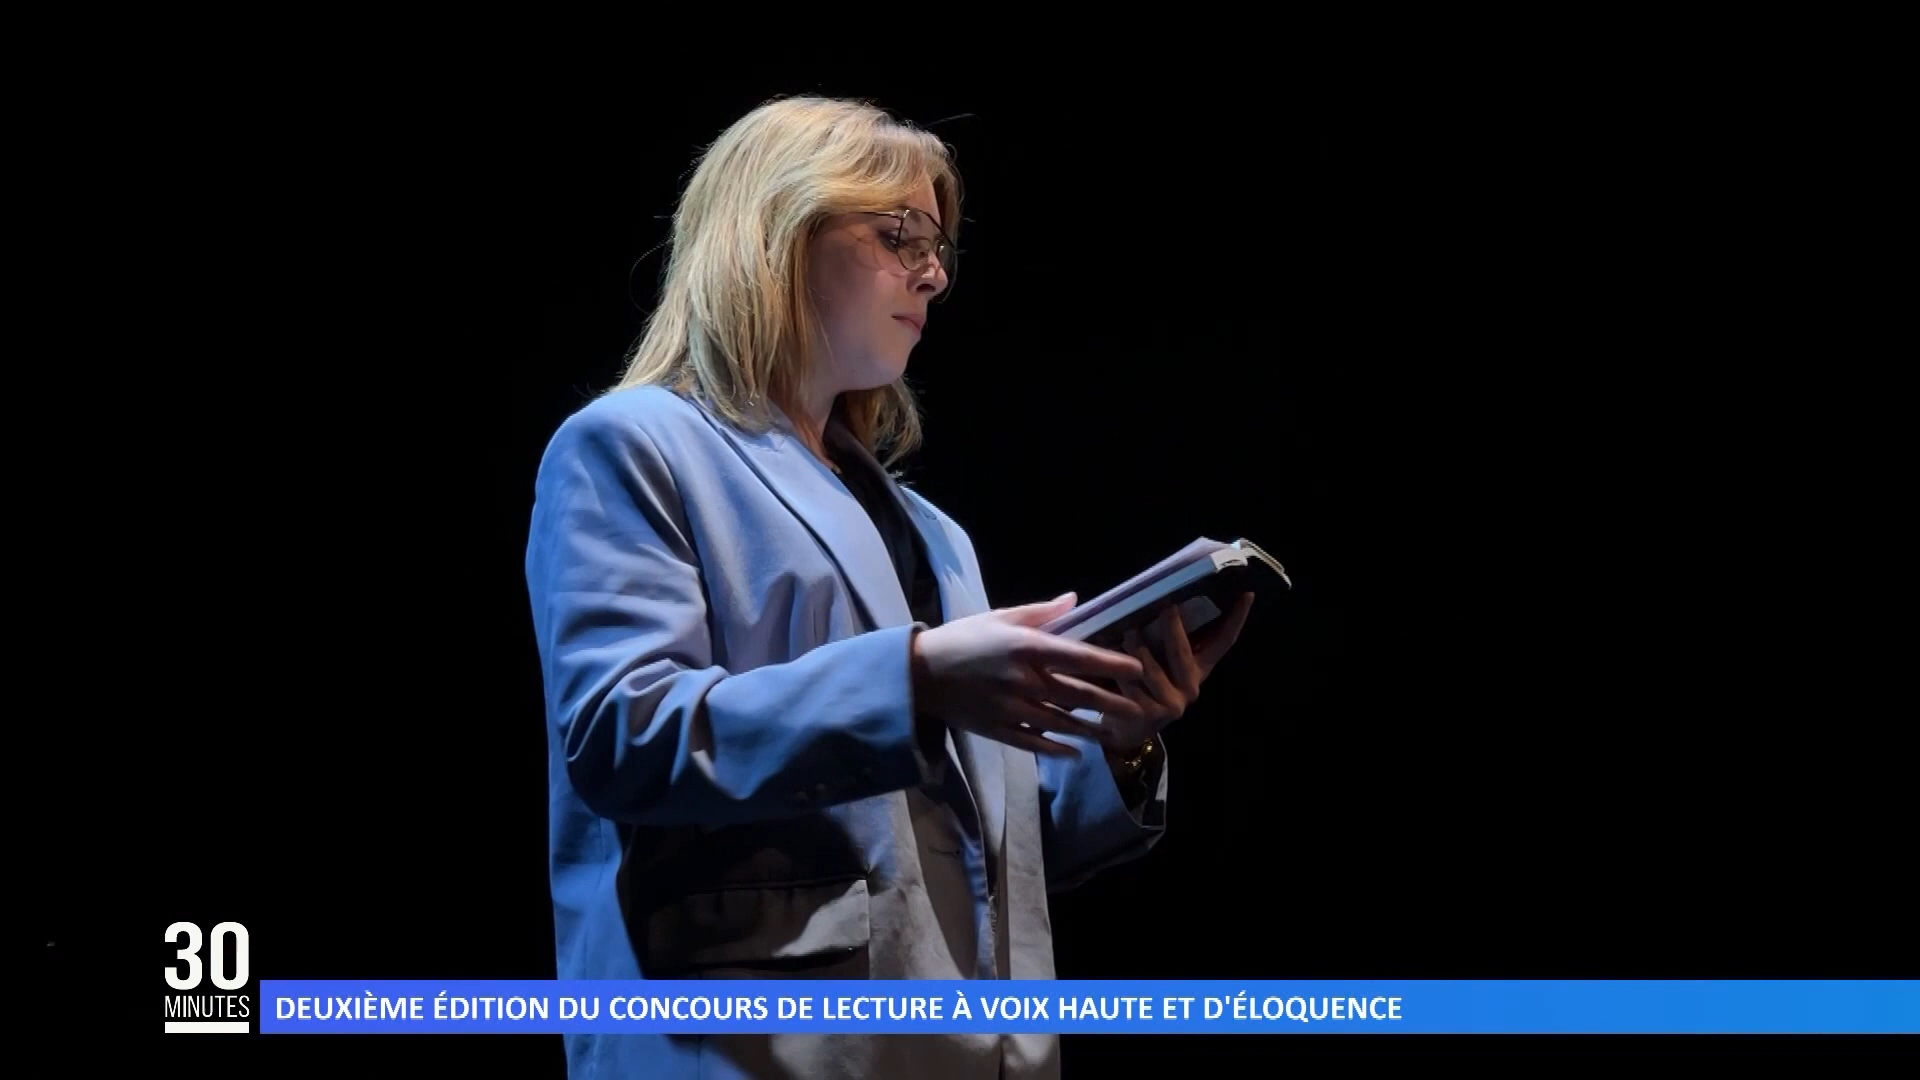 30
MINUTES
DEUXIÈME ÉDITION DU CONCOURS DE LECTURE À VOIX HAUTE ET D'ÉLOQUENCE